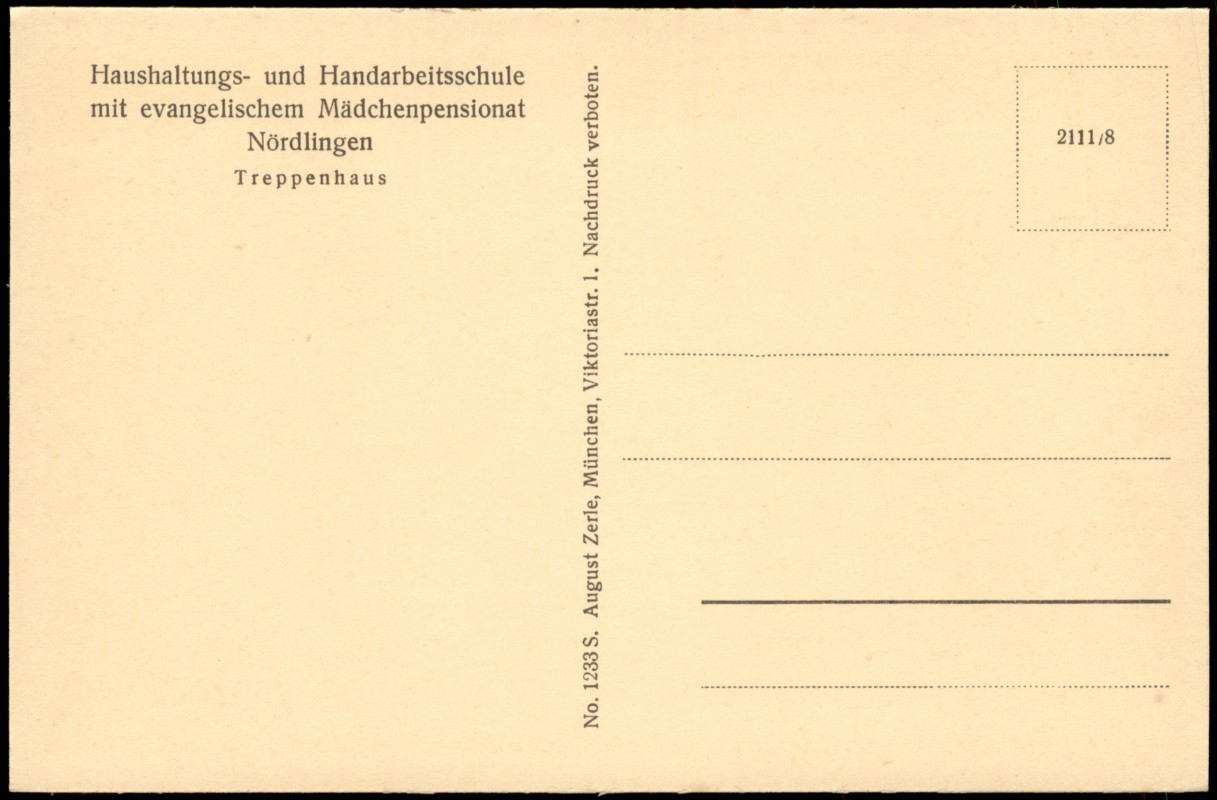 Haushaltungs- und Handarbeitsschule
mit evangelischem Mädchenpensionat
Nördlingen
Treppenhaus
No. 1233 S. August Zerle, München, Viktoriastr. 1. Nachdruck verboten.
2111/8